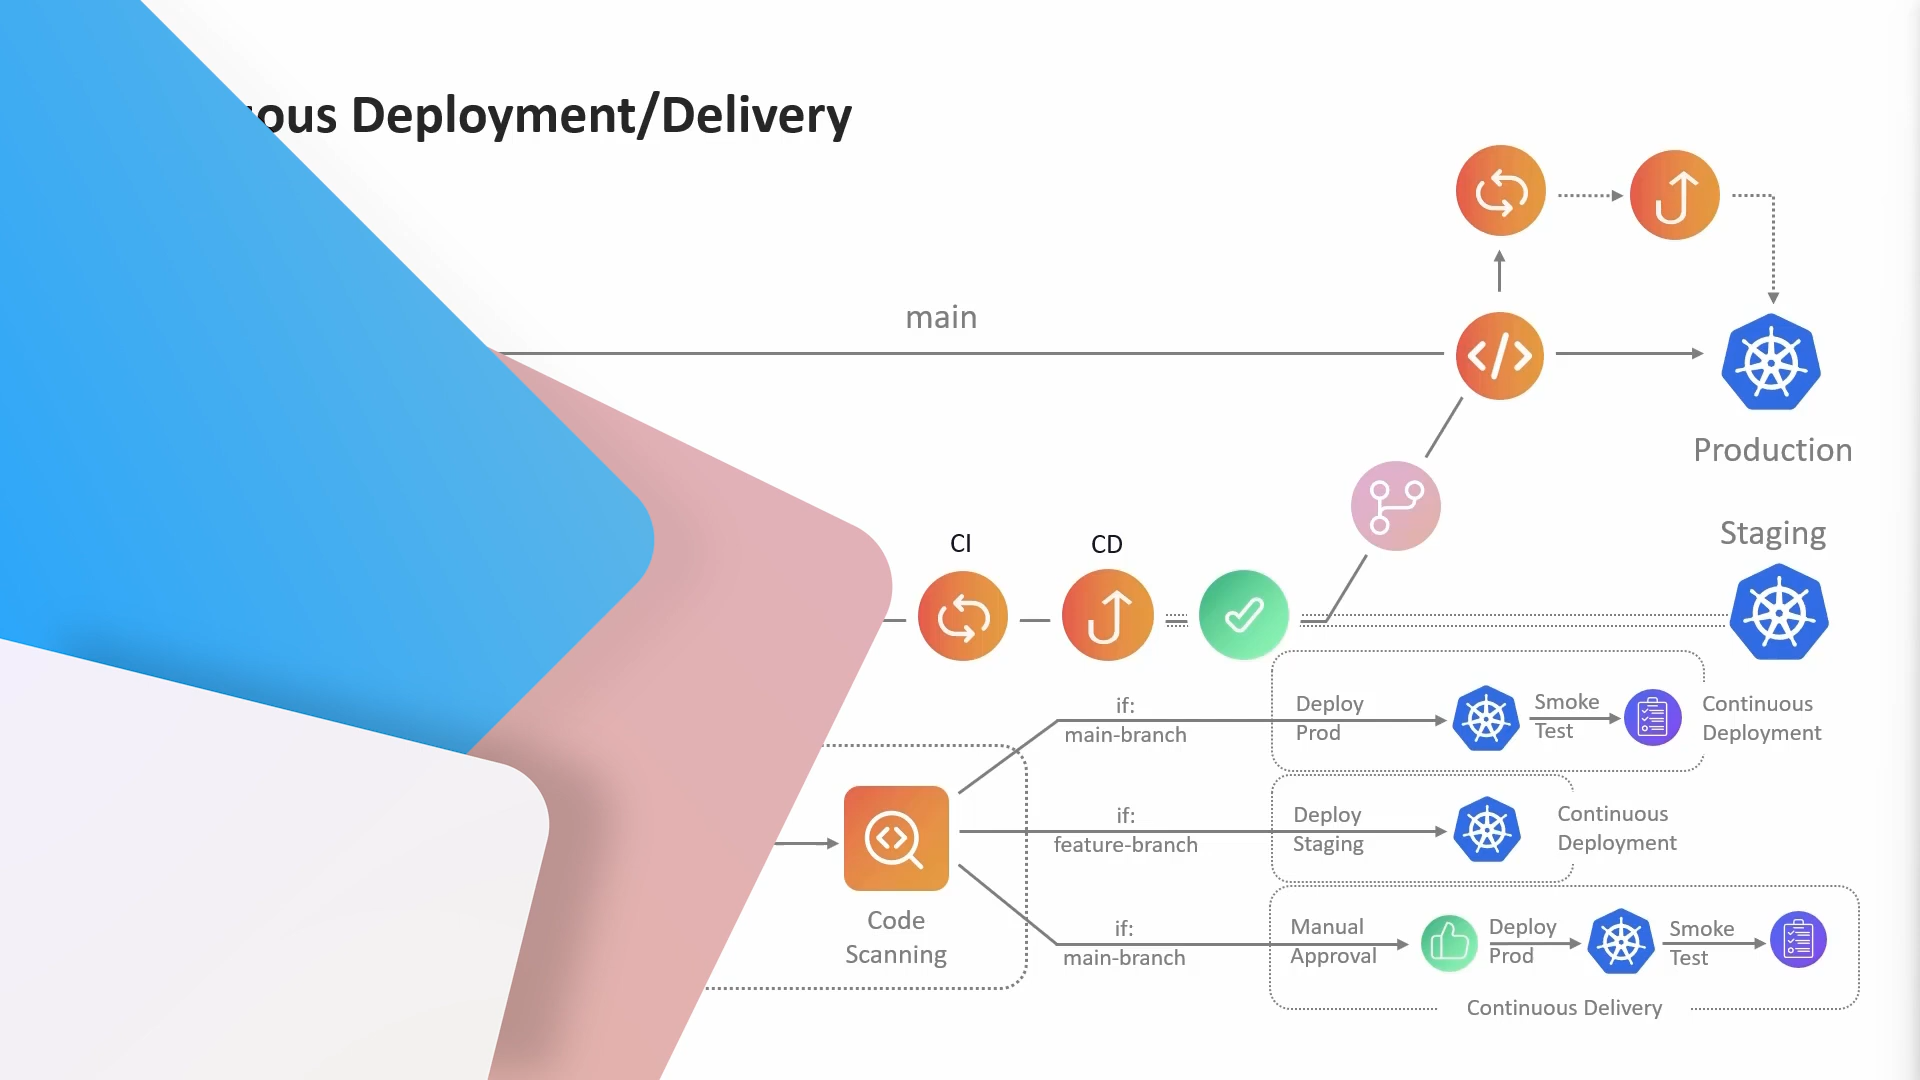 ous Deployment/Delivery
main
Production
Staging
CI
CD
if:
main-branch
Deploy
Prod
Smoke
Test
Continuous
Deployment
if:
feature-branch
Deploy
Staging
Continuous
Deployment
Code
Scanning
if:
main-branch
Manual
Approval
Deploy
Prod
Smoke
Test
Continuous Delivery